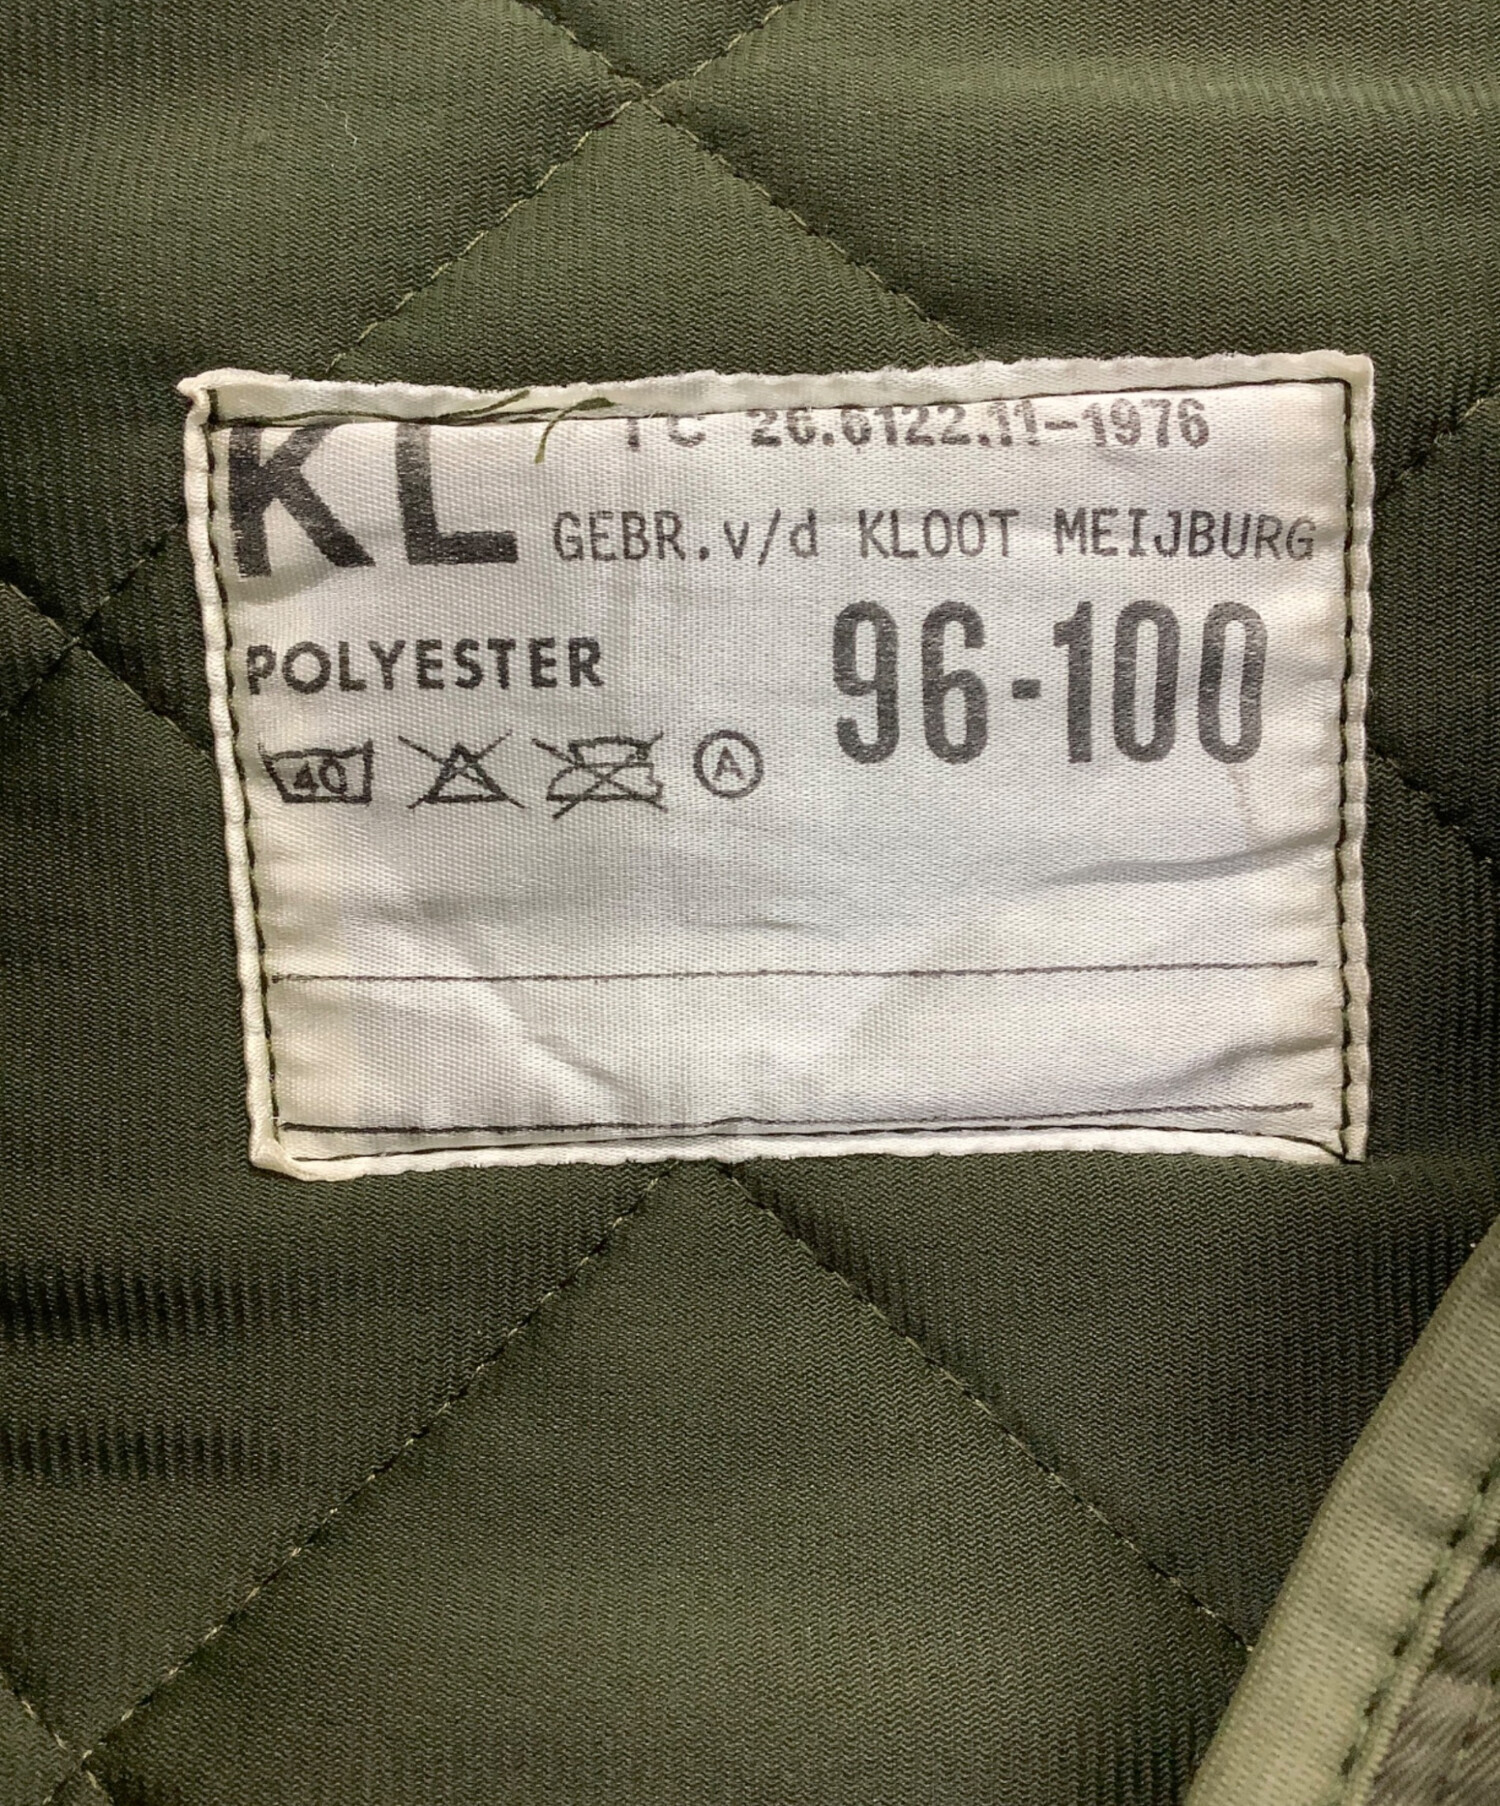 KL TC 26.6122.11-1976
GEBR.v/d KLOOT MEIJBURG
POLYESTER 96-100
40 A